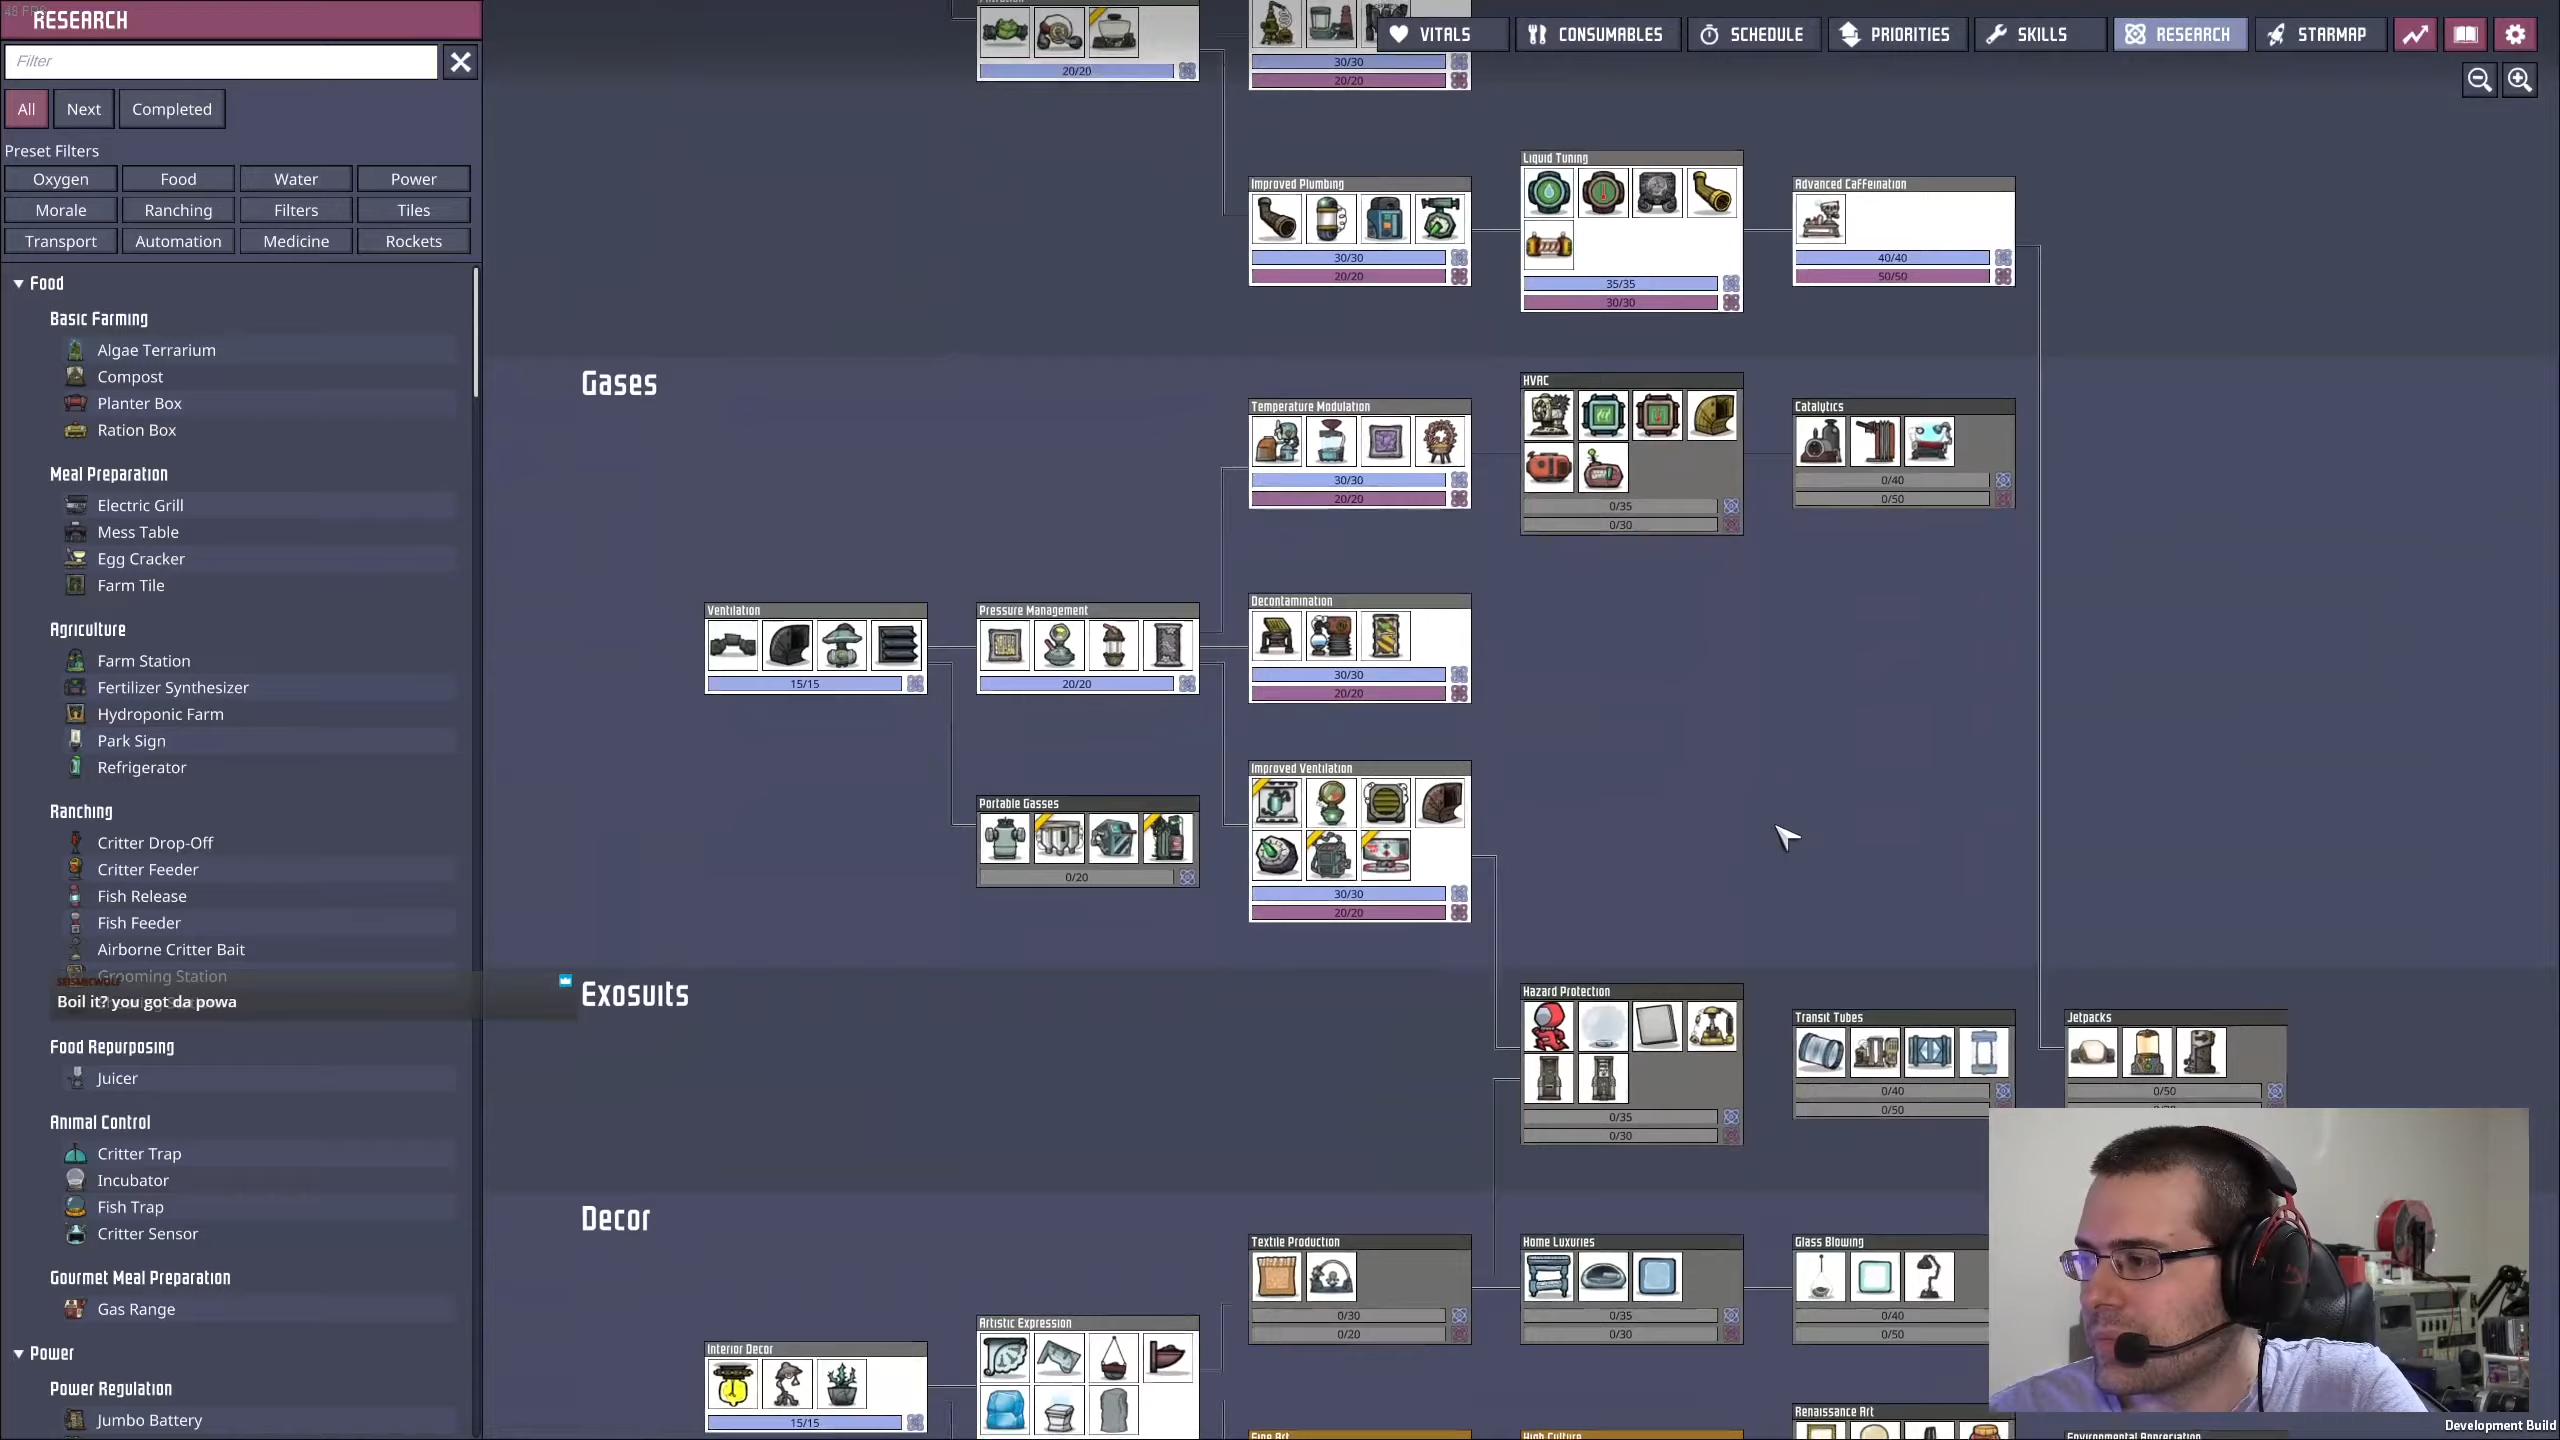 48 FPS
RESEARCH
Filter
All Next Completed
Preset Filters
Oxygen Food Water Power
Morale Ranching Filters Tiles
Transport Automation Medicine Rockets
Food
Basic Farming
Algae Terrarium
Compost
Planter Box
Ration Box
Meal Preparation
Electric Grill
Mess Table
Egg Cracker
Farm Tile
Agriculture
Farm Station
Fertilizer Synthesizer
Hydroponic Farm
Park Sign
Refrigerator
Ranching
Critter Drop-Off
Critter Feeder
Fish Release
Fish Feeder
Airborne Critter Bait
Grooming Station
SEISMICWOLF
Boil it? you got da powa
Food Repurposing
Juicer
Animal Control
Critter Trap
Incubator
Fish Trap
Critter Sensor
Gourmet Meal Preparation
Gas Range
Power
Power Regulation
Jumbo Battery
VITALS CONSUMABLES SCHEDULE PRIORITIES SKILLS RESEARCH STARMAP
20/20
30/30
20/20
Improved Plumbing
30/30
20/20
Liquid Tuning
35/35
30/30
Advanced Caffeination
40/40
50/50
Gases
Temperature Modulation
30/30
20/20
HVAC
0/35
0/30
Catalytics
0/40
0/50
Ventilation
15/15
Pressure Management
20/20
Decontamination
30/30
20/20
Portable Gasses
0/20
Improved Ventilation
30/30
20/20
Exosuits
Hazard Protection
0/35
0/30
Transit Tubes
0/40
0/50
Jetpacks
0/50
Decor
Textile Production
0/30
0/20
Home Luxuries
0/35
0/30
Glass Blowing
0/40
0/50
Interior Decor
15/15
Artistic Expression
Fine Art
High Culture
Renaissance Art
Environmental Appreciation
Development Build